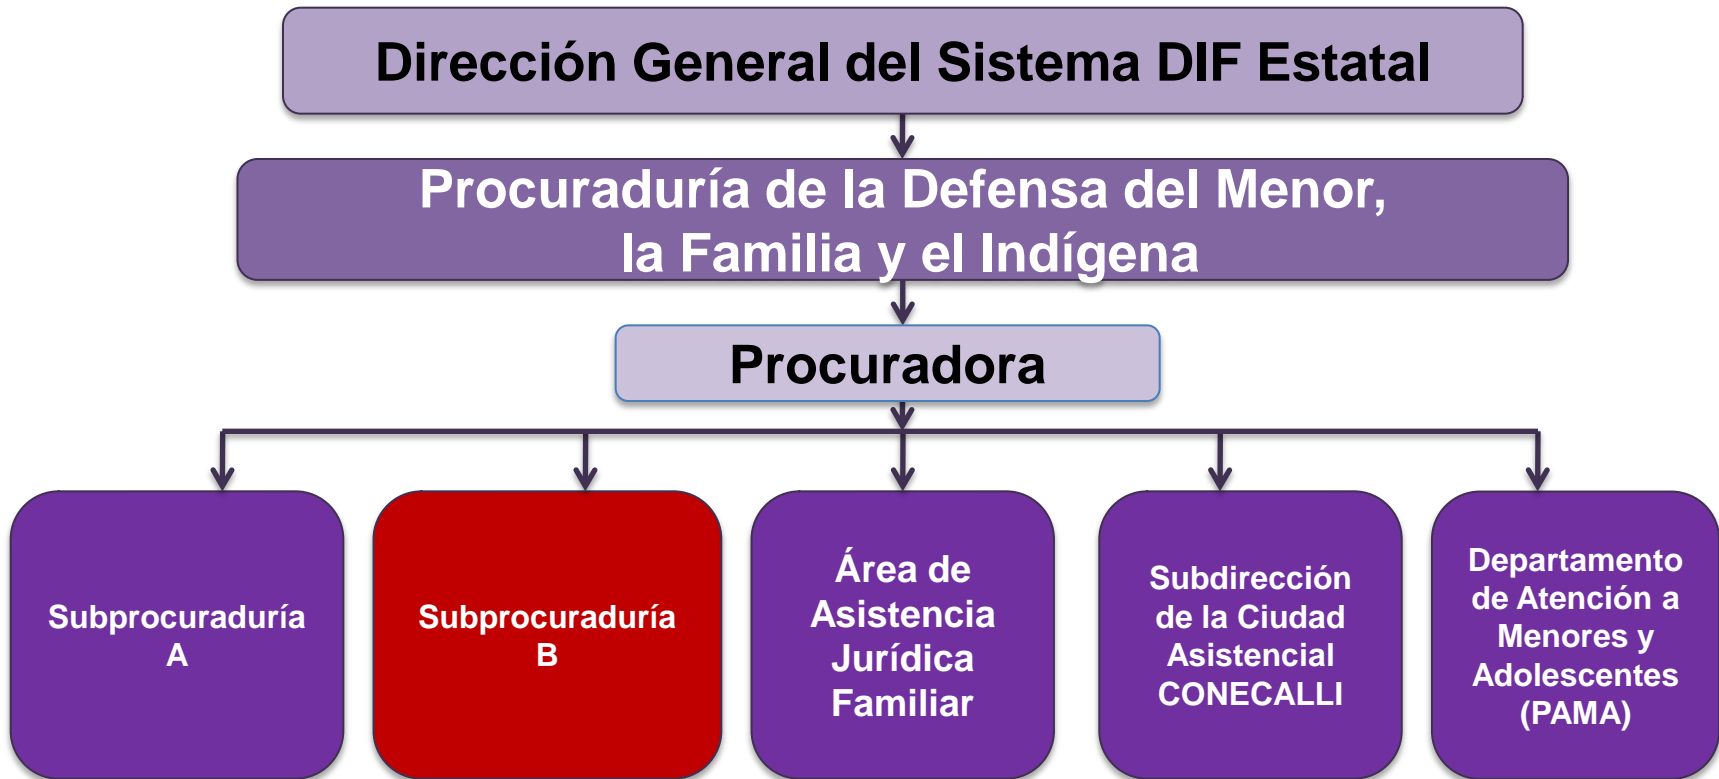 Dirección General del Sistema DIF Estatal
Procuraduría de la Defensa del Menor,
la Familia y el Indígena
Procuradora
Subprocuraduría
A
Subprocuraduría
B
Área de
Asistencia
Jurídica
Familiar
Subdirección
de la Ciudad
Asistencial
CONECALLI
Departamento
de Atención a
Menores y
Adolescentes
(PAMA)